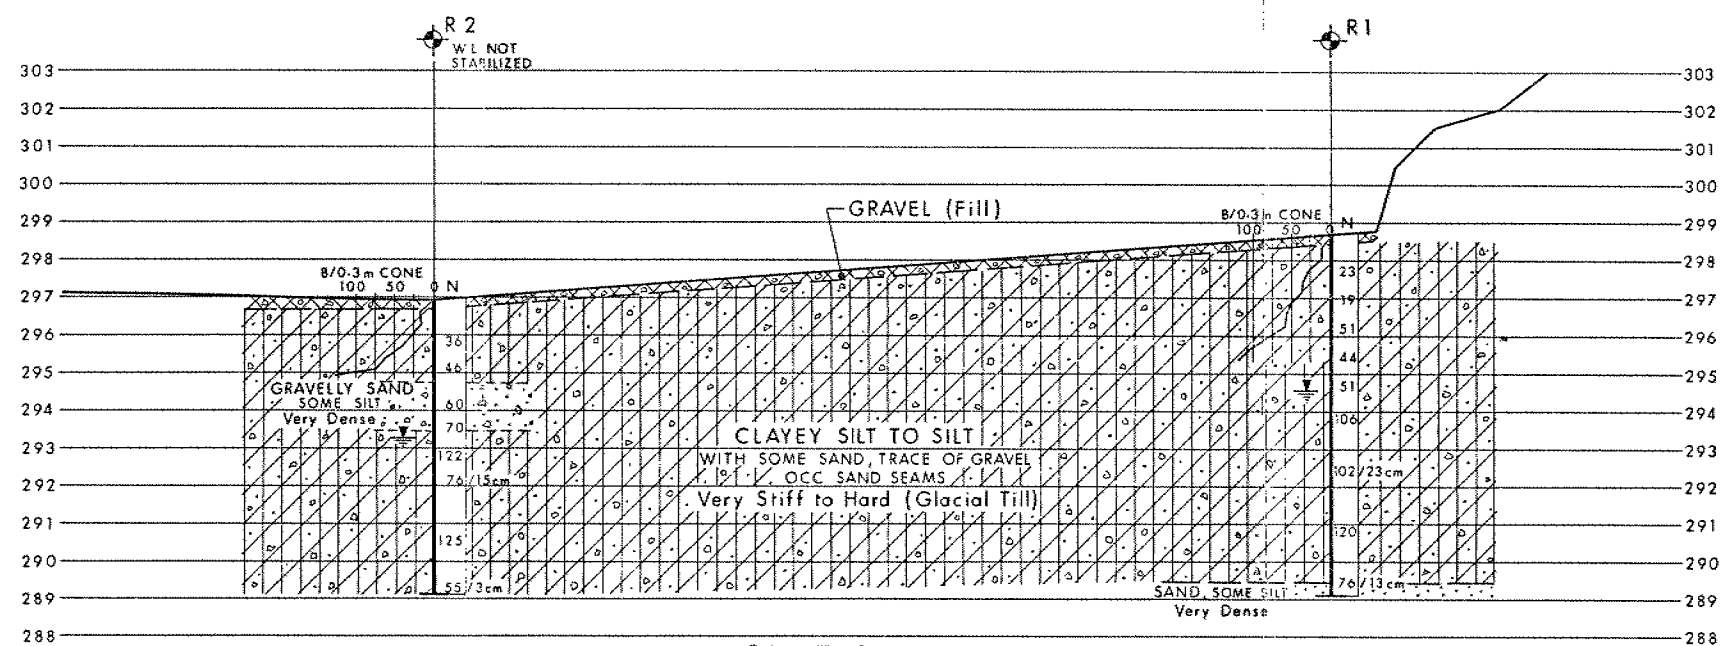 R 2
W L NOT
STABILIZED
R 1
303 303
302 302
301 301
300 300
299 299
298 298
297 297
296 296
295 295
294 294
293 293
292 292
291 291
290 290
289 289
288 288
GRAVEL (Fill)
B/0·3m CONE
100 50 0 N
B/0·3m CONE
100 50 0 N
36
46
60
70
122
76/15cm
125
55/3cm
GRAVELLY SAND
SOME SILT
Very Dense
CLAYEY SILT TO SILT
WITH SOME SAND, TRACE OF GRAVEL
OCC SAND SEAMS
Very Stiff to Hard (Glacial Till)
23
19
51
44
51
106
102/23cm
120
76/13cm
SAND, SOME SILT
Very Dense